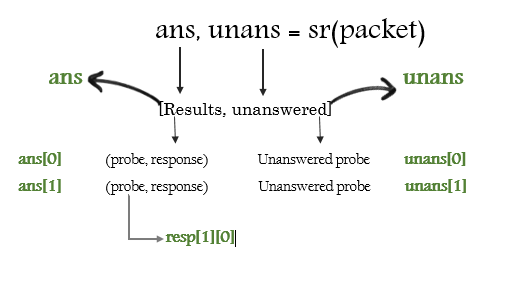 ans, unans = sr(packet)
ans unans
[Results, unanswered]
ans[0] (probe, response) Unanswered probe unans[0]
ans[1] (probe, response) Unanswered probe unans[1]
resp[1][0]